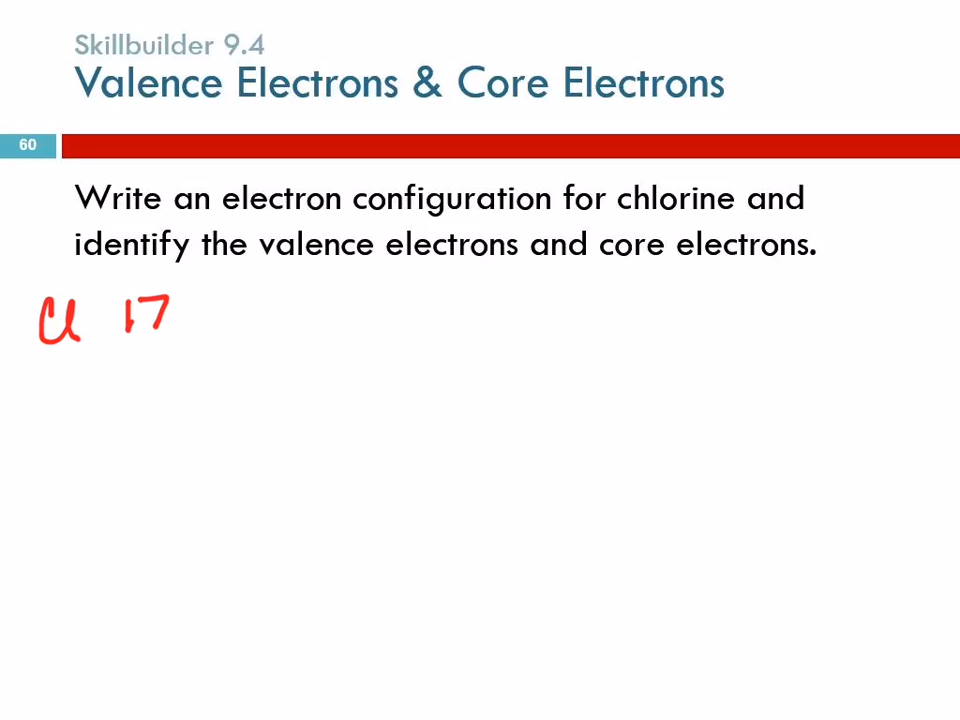 Skillbuilder 9.4
Valence Electrons & Core Electrons
60
Write an electron configuration for chlorine and
identify the valence electrons and core electrons.
Cl 17